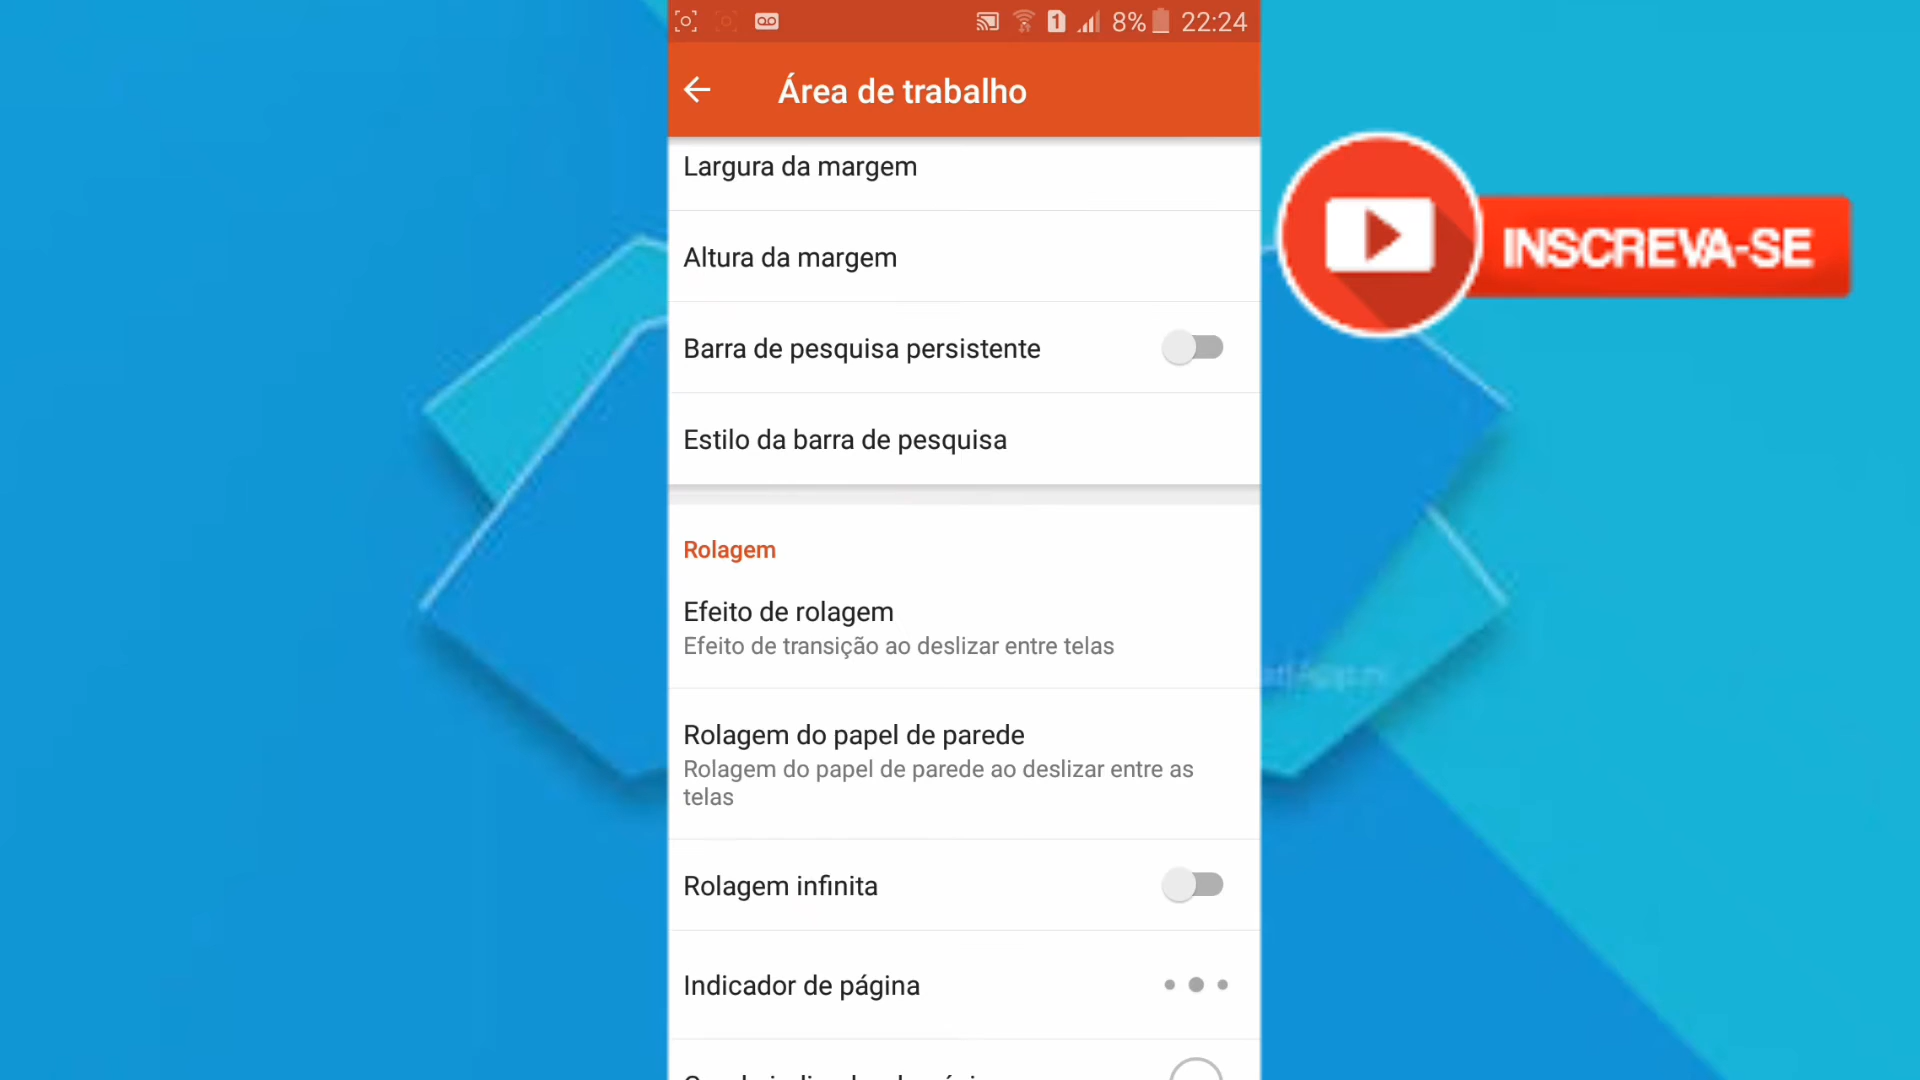 8% 22:24
Área de trabalho
Largura da margem
Altura da margem
Barra de pesquisa persistente
Estilo da barra de pesquisa
Rolagem
Efeito de rolagem
Efeito de transição ao deslizar entre telas
Rolagem do papel de parede
Rolagem do papel de parede ao deslizar entre as
telas
Rolagem infinita
Indicador de página
INSCREVA-SE